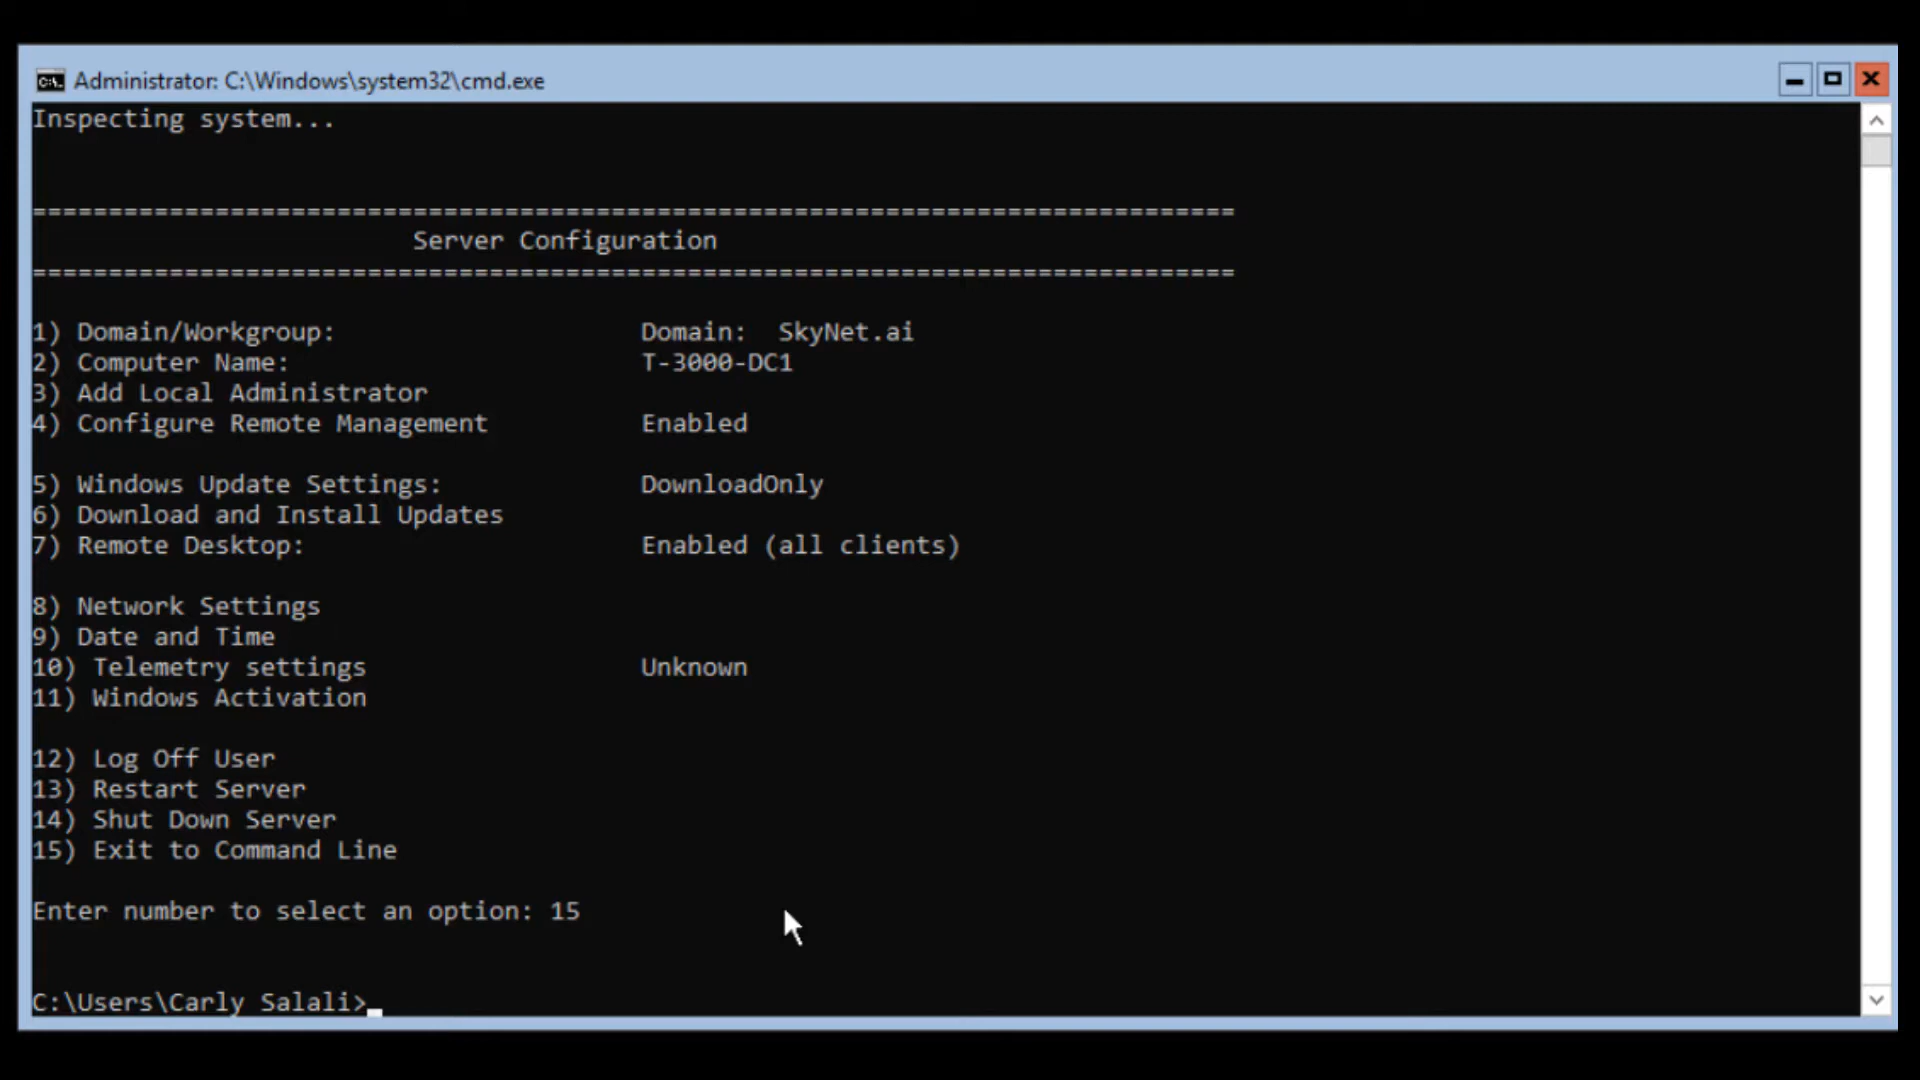 Administrator: C:\Windows\system32\cmd.exe
Inspecting system...
===============================================================================
Server Configuration
===============================================================================
1) Domain/Workgroup: Domain: SkyNet.ai
2) Computer Name: T-3000-DC1
3) Add Local Administrator
4) Configure Remote Management Enabled
5) Windows Update Settings: DownloadOnly
6) Download and Install Updates
7) Remote Desktop: Enabled (all clients)
8) Network Settings
9) Date and Time
10) Telemetry settings Unknown
11) Windows Activation
12) Log Off User
13) Restart Server
14) Shut Down Server
15) Exit to Command Line
Enter number to select an option: 15
C:\Users\Carly Salali>